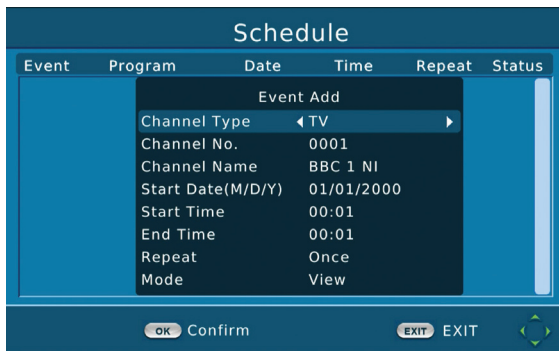 Schedule
Event Program Date Time Repeat Status
Event Add
Channel Type TV
Channel No. 0001
Channel Name BBC 1 NI
Start Date(M/D/Y) 01/01/2000
Start Time 00:01
End Time 00:01
Repeat Once
Mode View
OK Confirm EXIT EXIT